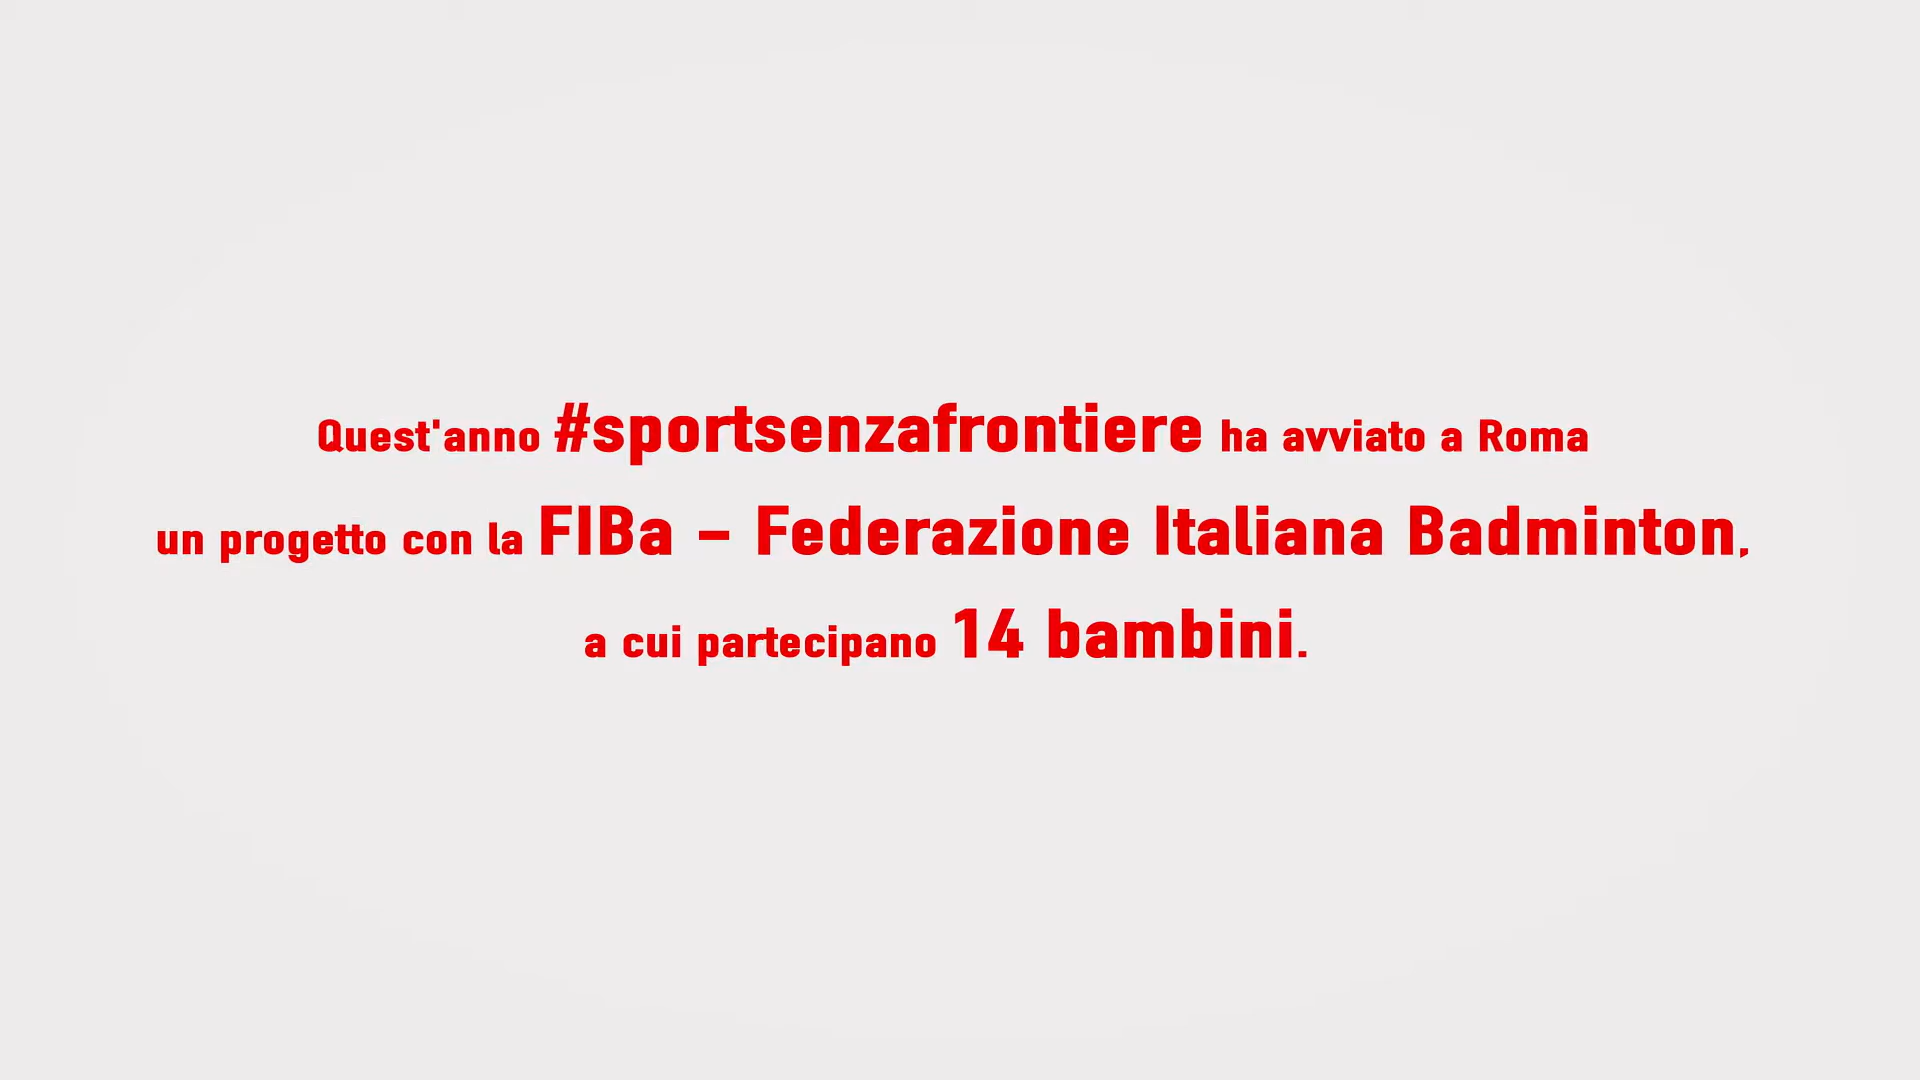 Quest'anno #sportsenzafrontiere ha avviato a Roma
un progetto con la FIBa – Federazione Italiana Badminton,
a cui partecipano 14 bambini.